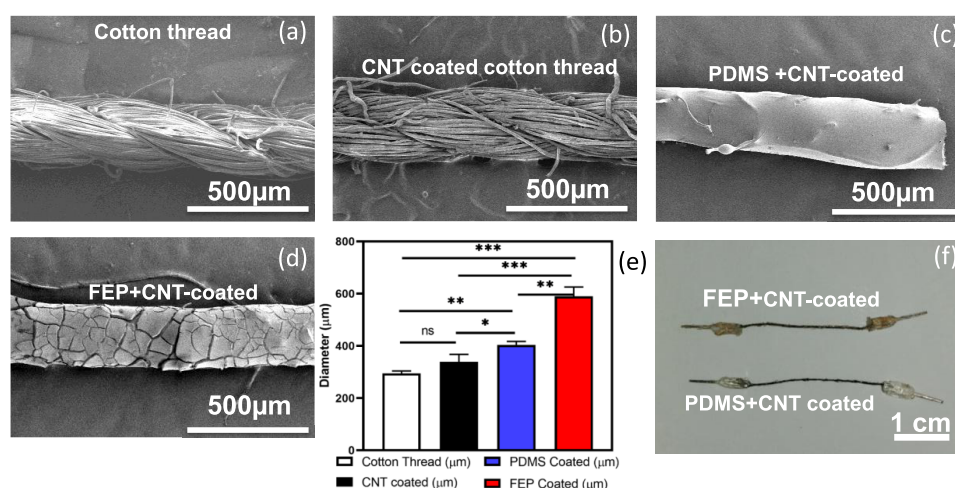 Cotton thread
(a)
500μm
CNT coated cotton thread
(b)
500μm
PDMS +CNT-coated
(c)
500μm
FEP+CNT-coated
(d)
500μm
(e)
Diameter (μm)
800
600
400
200
0
***
***
**
**
ns
*
Cotton Thread (μm)
PDMS Coated (μm)
CNT coated (μm)
FEP Coated (μm)
(f)
FEP+CNT-coated
PDMS+CNT coated
1 cm